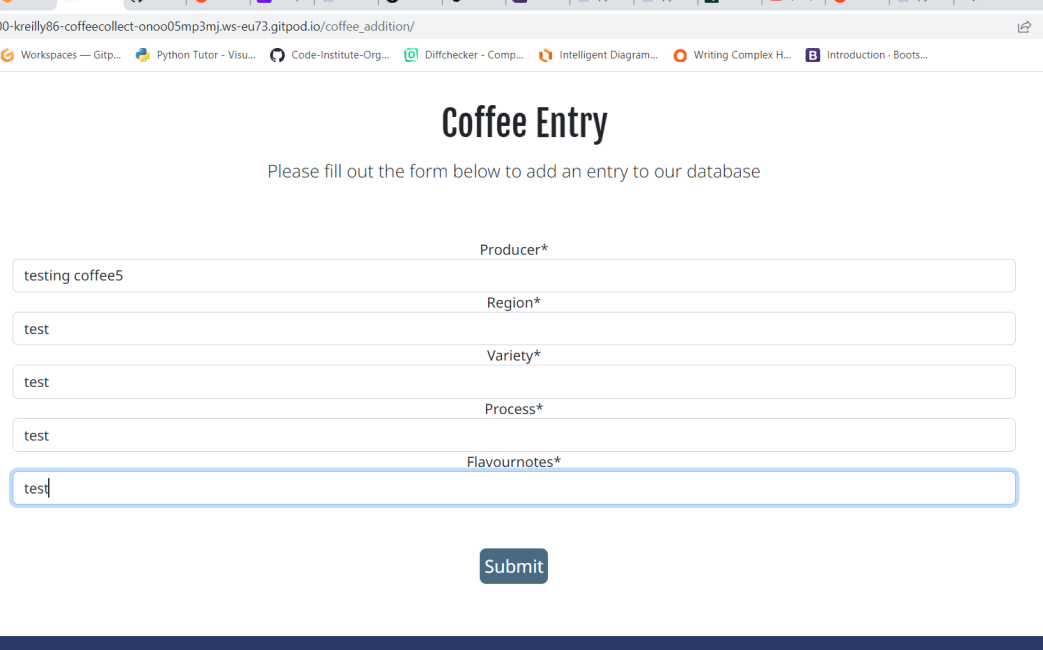 00-kreilly86-coffeecollect-onoo05mp3mj.ws-eu73.gitpod.io/coffee_addition/
Workspaces — Gitp... Python Tutor - Visu... Code-Institute-Org... Diffchecker - Comp... Intelligent Diagram... Writing Complex H... B Introduction · Boots...
Coffee Entry
Please fill out the form below to add an entry to our database
Producer*
testing coffee5
Region*
test
Variety*
test
Process*
test
Flavournotes*
test
Submit